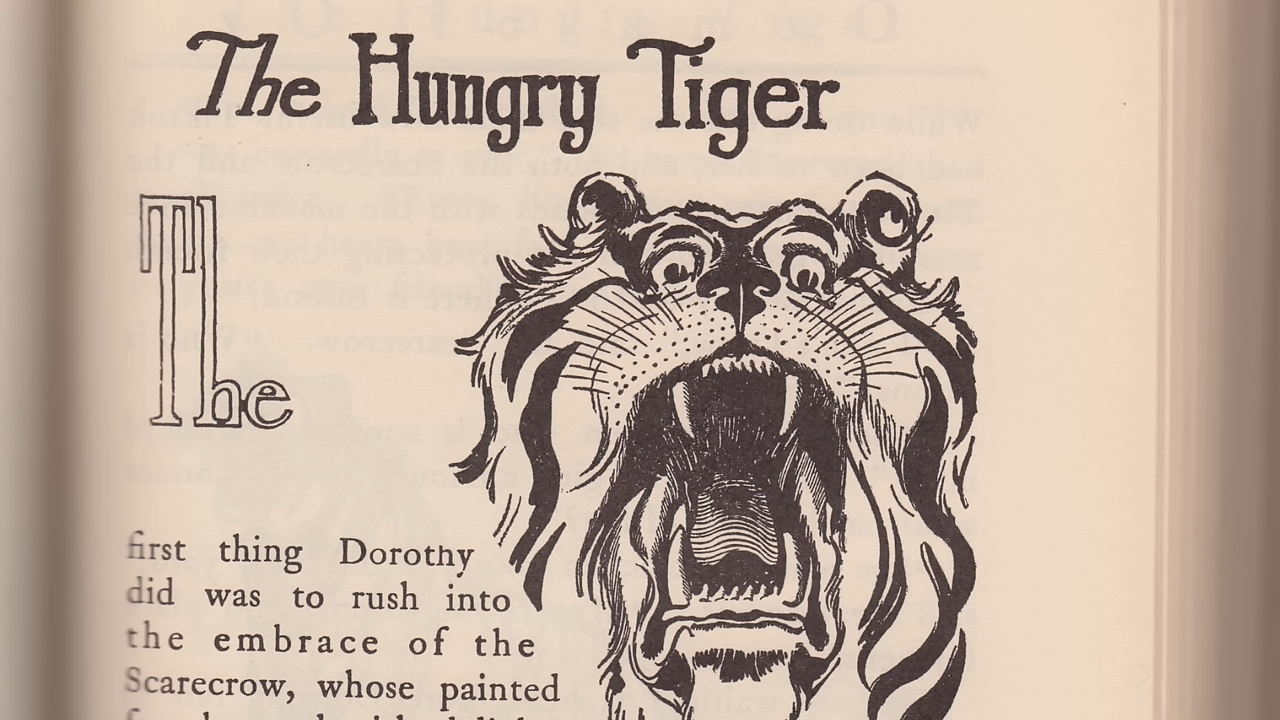 The Hungry Tiger
The
first thing Dorothy
did was to rush into
the embrace of the
Scarecrow, whose painted